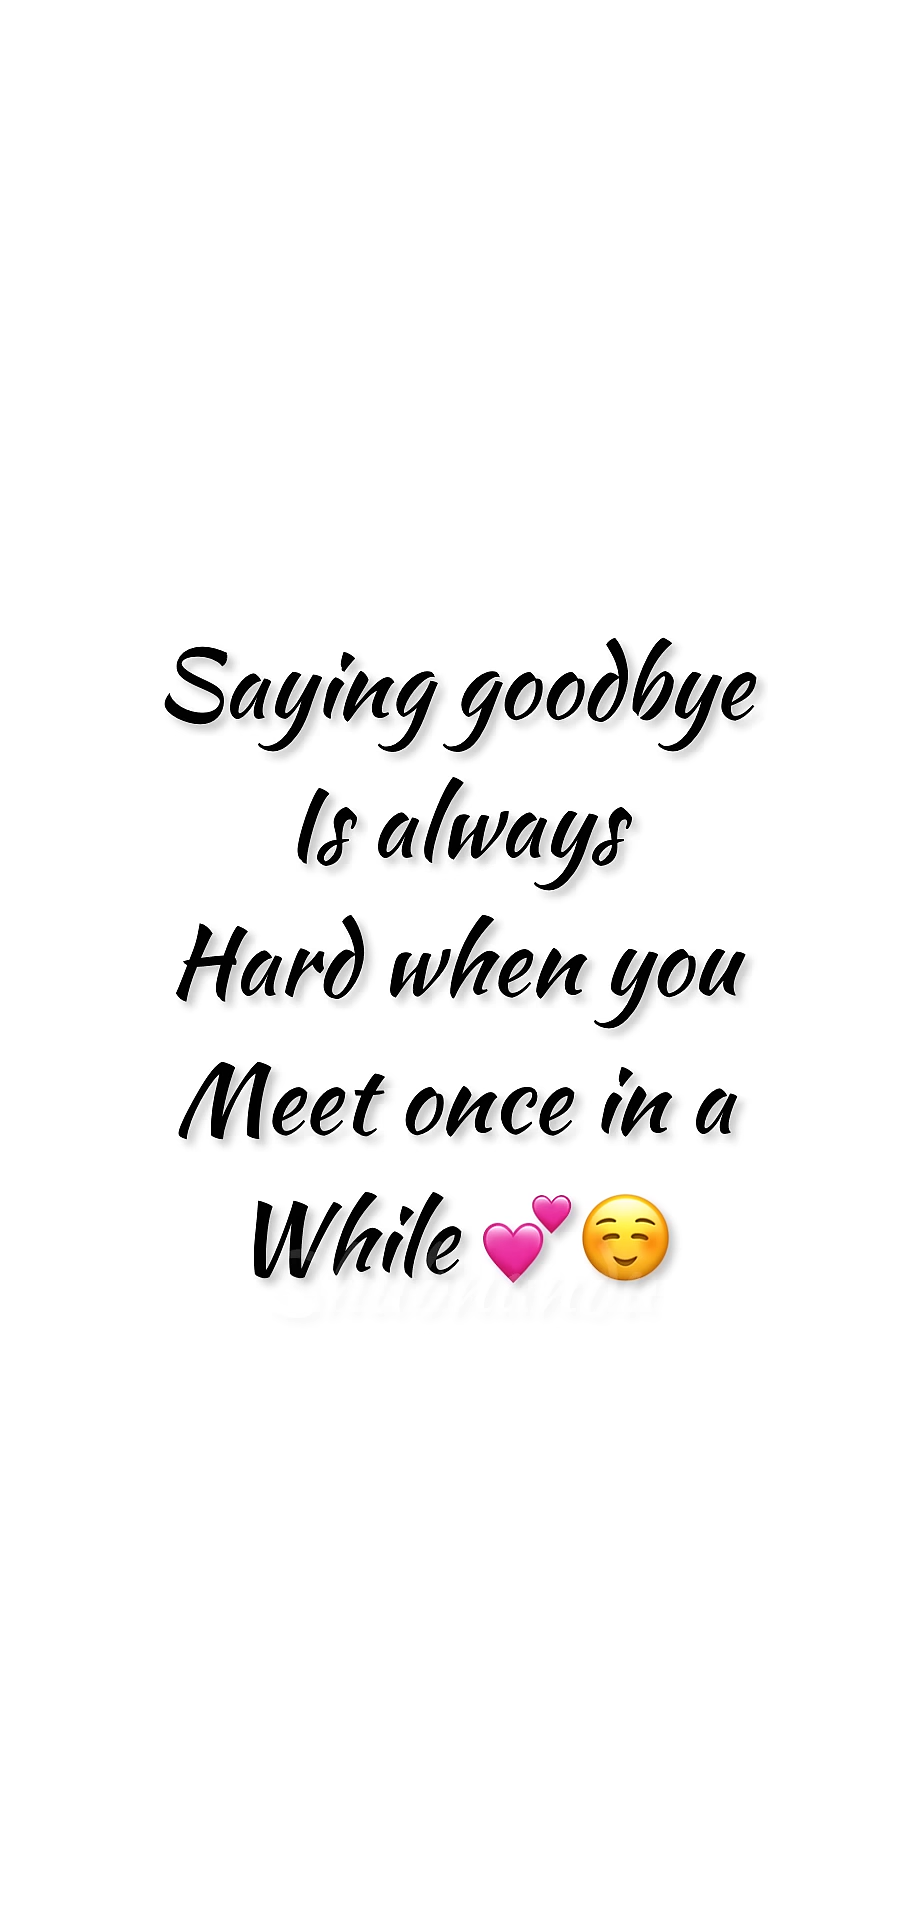 Saying goodbye
Is always
Hard when you
Meet once in a
While 💕☺️